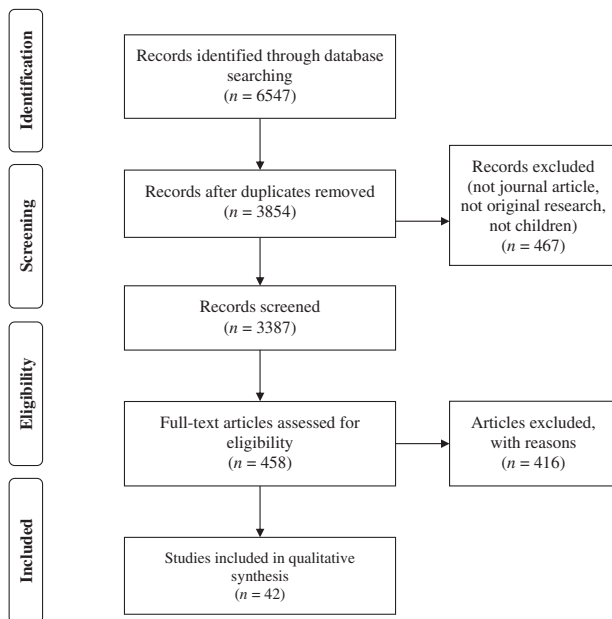 Identification
Records identified through database
searching
(n = 6547)
Screening
Records after duplicates removed
(n = 3854)
Records excluded
(not journal article,
not original research,
not children)
(n = 467)
Records screened
(n = 3387)
Eligibility
Full-text articles assessed for
eligibility
(n = 458)
Articles excluded,
with reasons
(n = 416)
Included
Studies included in qualitative
synthesis
(n = 42)